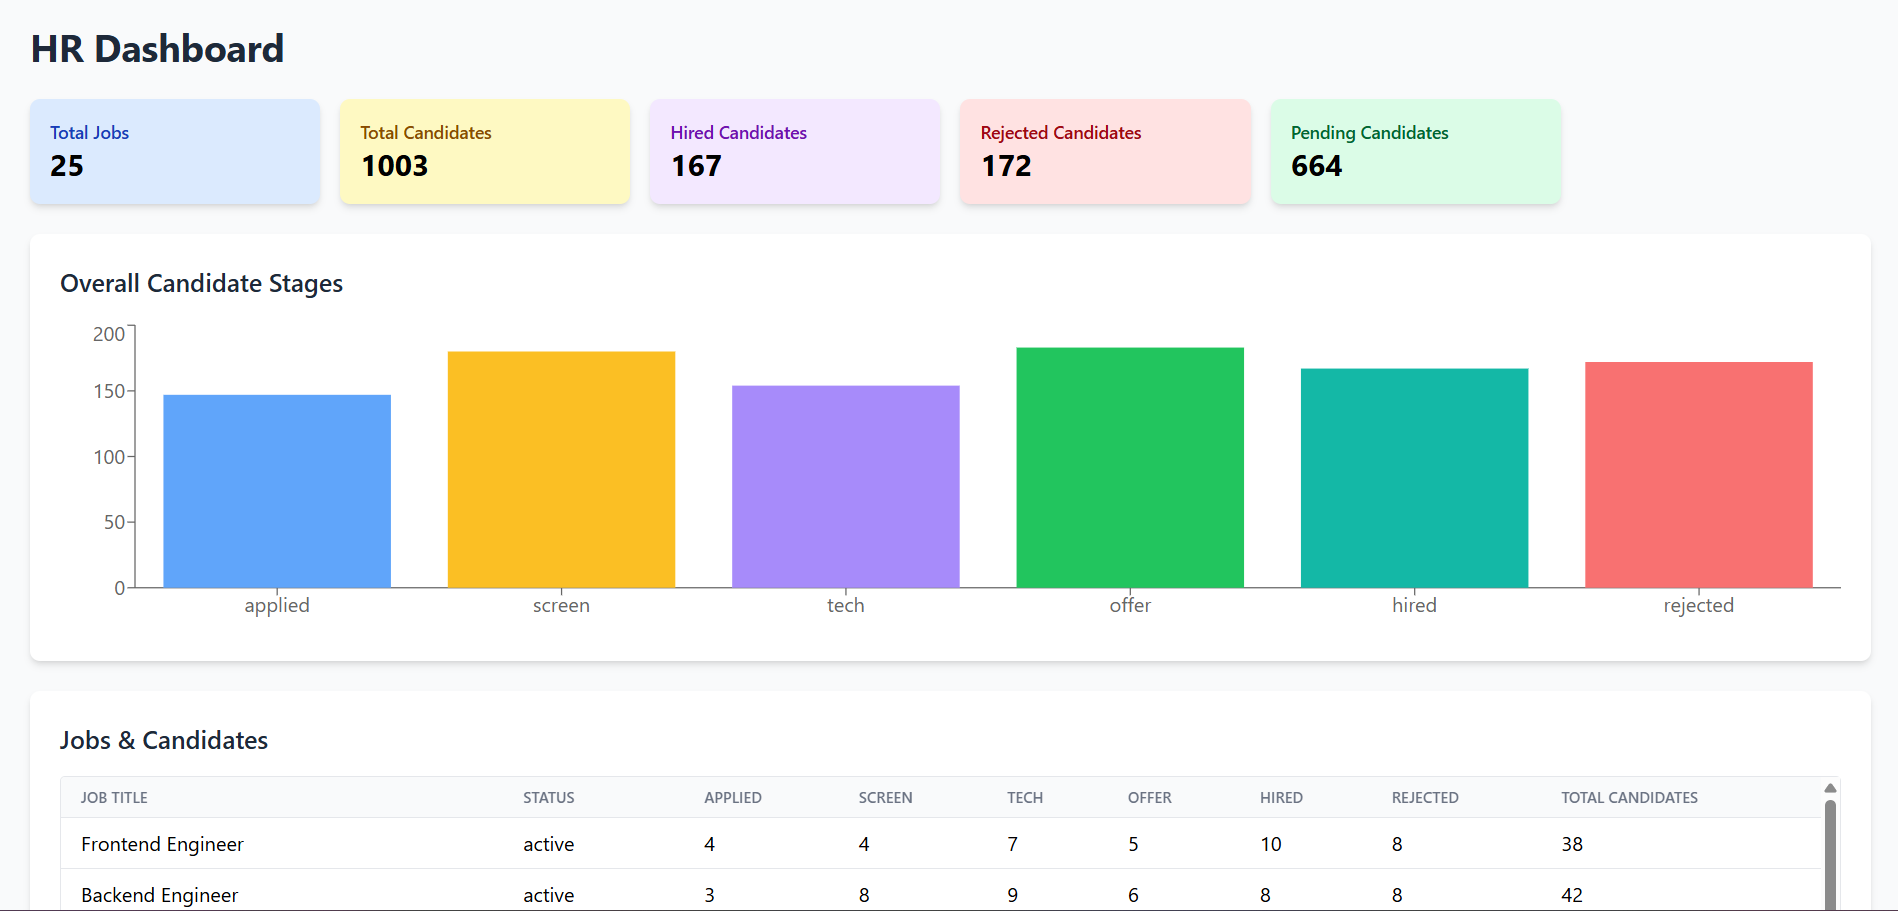 HR Dashboard
Total Jobs
25
Total Candidates
1003
Hired Candidates
167
Rejected Candidates
172
Pending Candidates
664
Overall Candidate Stages
200
150
100
50
0
applied screen tech offer hired rejected
Jobs & Candidates
JOB TITLE STATUS APPLIED SCREEN TECH OFFER HIRED REJECTED TOTAL CANDIDATES
Frontend Engineer active 4 4 7 5 10 8 38
Backend Engineer active 3 8 9 6 8 8 42